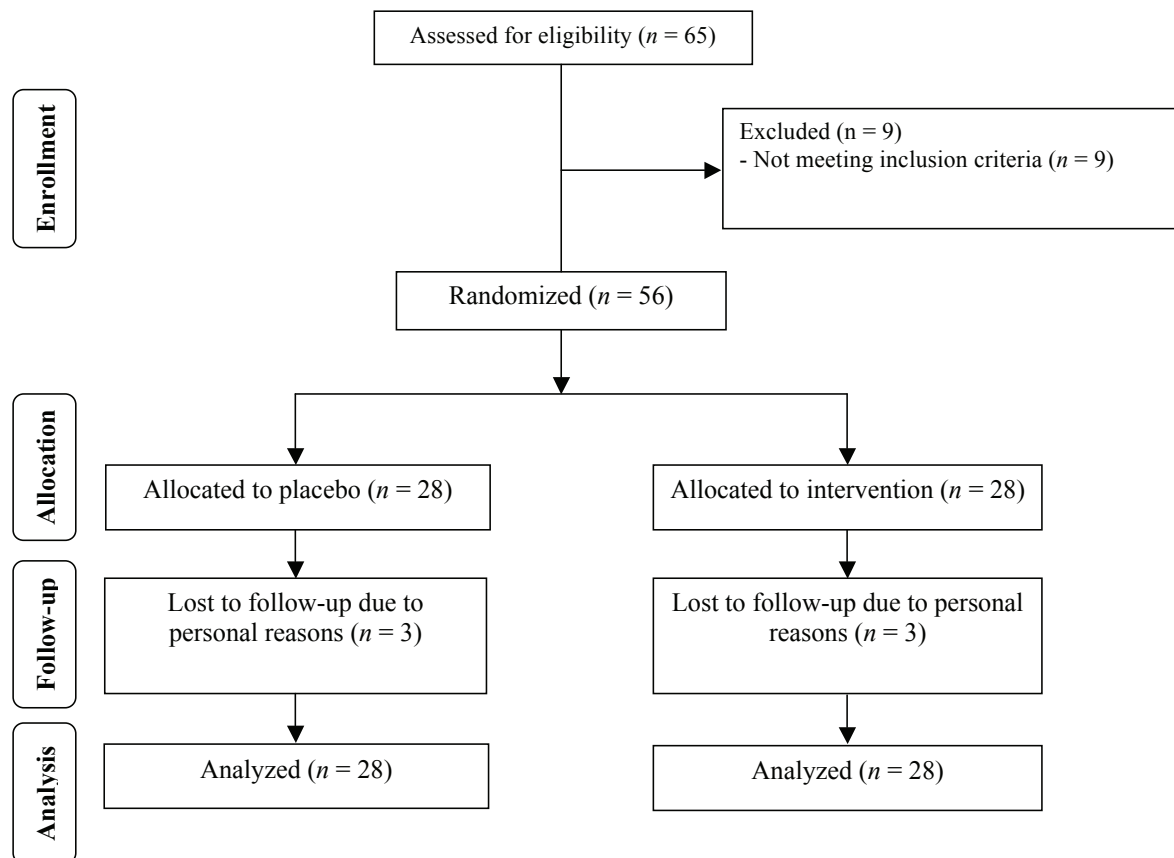 Assessed for eligibility (n = 65)
Enrollment
Excluded (n = 9)
- Not meeting inclusion criteria (n = 9)
Randomized (n = 56)
Allocation
Allocated to placebo (n = 28)
Allocated to intervention (n = 28)
Follow-up
Lost to follow-up due to
personal reasons (n = 3)
Lost to follow-up due to personal
reasons (n = 3)
Analysis
Analyzed (n = 28)
Analyzed (n = 28)